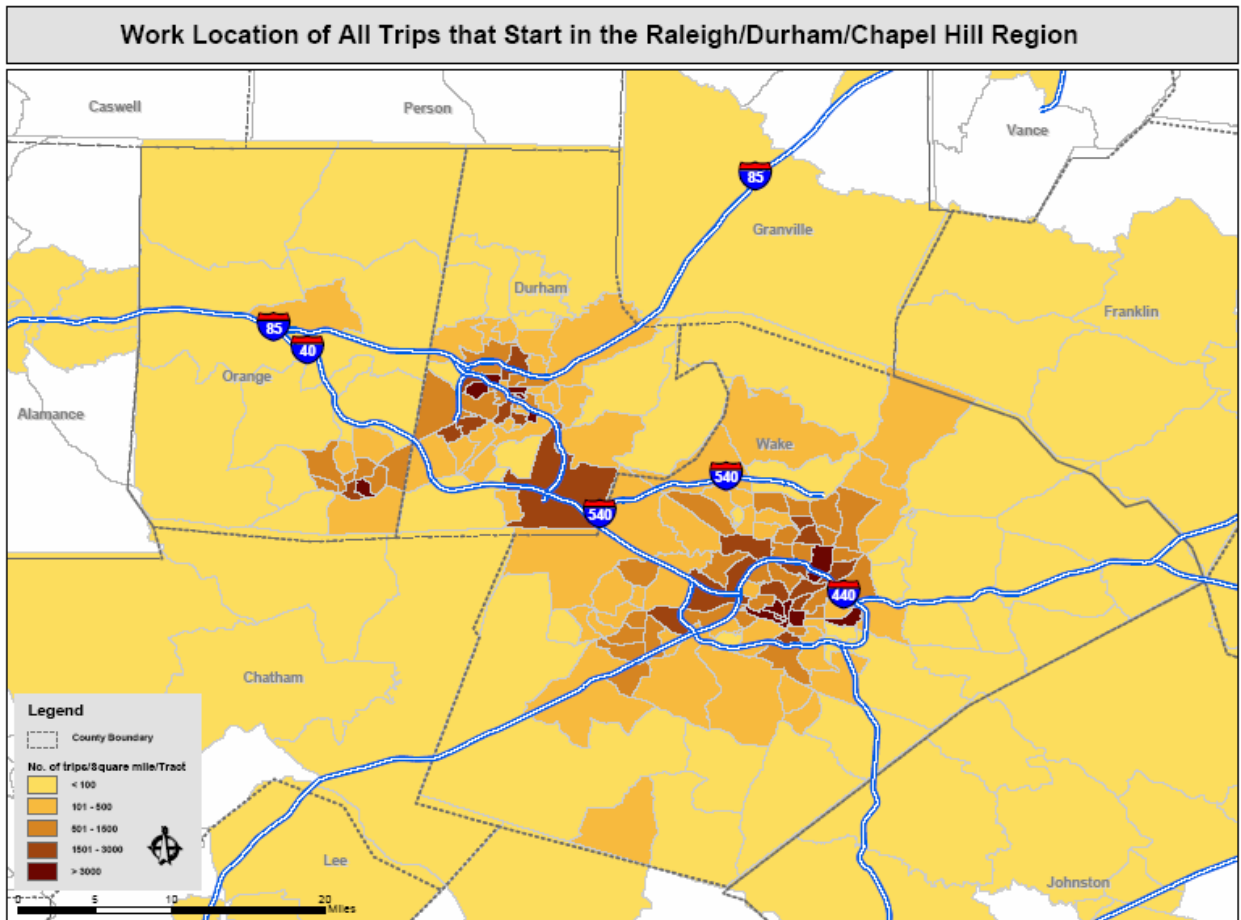 Work Location of All Trips that Start in the Raleigh/Durham/Chapel Hill Region
Caswell
Person
Vance
85
Granville
Durham
Franklin
85
40
Orange
Alamance
Wake
540
540
440
Chatham
Legend
County Boundary
No. of trips/Square mile/Tract
< 100
101 - 500
501 - 1500
1501 - 3000
> 3000
Lee
Johnston
0 5 10 20
Miles